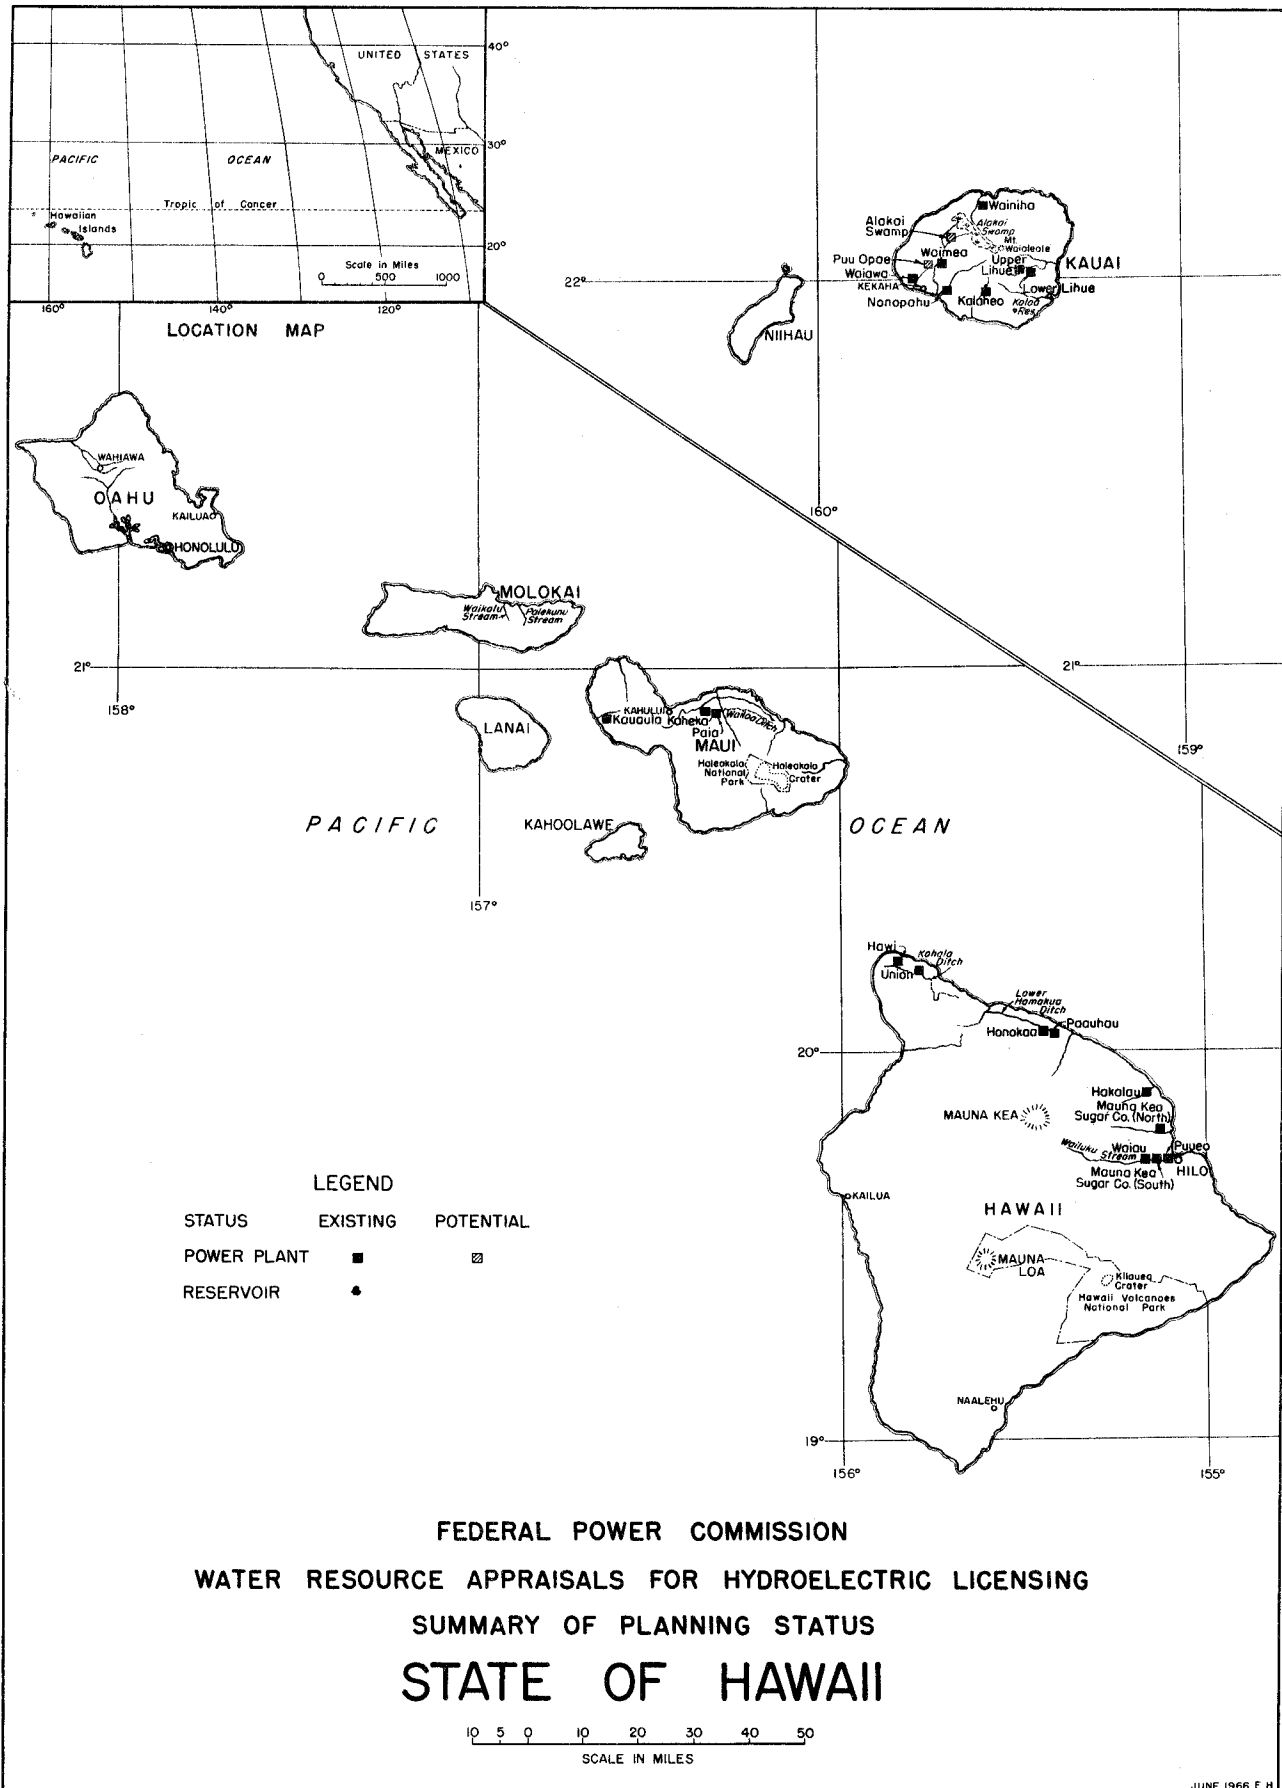 UNITED STATES
40°
30°
MEXICO
PACIFIC OCEAN
Tropic of Cancer
Hawaiian
Islands
20°
Scale in Miles
0 500 1000
160° 140° 120°
LOCATION MAP
Wainiha
Alakai
Swamp
Alakai
Swamp
Mt.
Waialeale
Waimea
Puu Opae
Upper
Lihue
KAUAI
Waiawa
KEKAHA
22°
Nonopahu
Kalaheo
Lower Lihue
Koloa
Res.
NIIHAU
WAHIAWA
OAHU
KAILUA
HONOLULU
160°
MOLOKAI
Waikolu
Stream
Pelekunu
Stream
21°
21°
158°
LANAI
KAHULUI
Kauaula
Kaheka
Paia
Wailoa Ditch
MAUI
159°
Haleakala
National
Park
Haleakala
Crater
PACIFIC OCEAN
KAHOOLAWE
157°
Hawi
Kohala
Ditch
Union
Lower
Hamakua
Ditch
Honokaa
Paauhau
20°
Hakalau
Mauna Kea
Sugar Co. (North)
MAUNA KEA
Wailuku Stream
Waiau
Puueo
HILO
Mauna Kea
Sugar Co. (South)
KAILUA
HAWAII
MAUNA
LOA
Kilauea
Crater
Hawaii Volcanoes
National Park
NAALEHU
19°
156°
155°
LEGEND
STATUS EXISTING POTENTIAL
POWER PLANT
RESERVOIR
FEDERAL POWER COMMISSION
WATER RESOURCE APPRAISALS FOR HYDROELECTRIC LICENSING
SUMMARY OF PLANNING STATUS
STATE OF HAWAII
10 5 0 10 20 30 40 50
SCALE IN MILES
JUNE 1966 F H